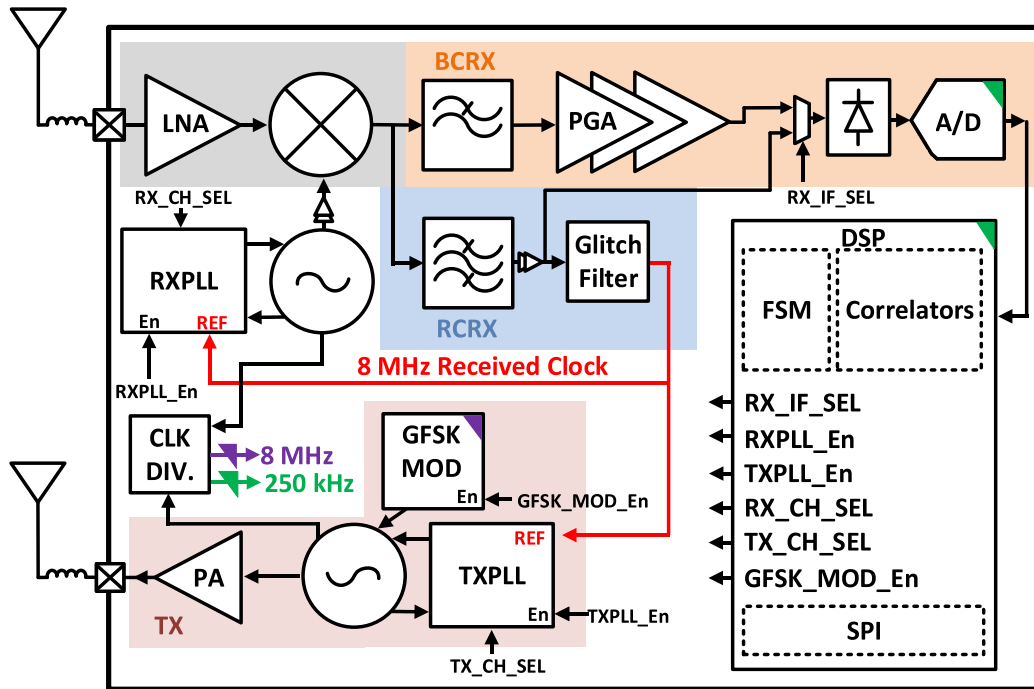 BCRX
LNA
PGA
A/D
RX_CH_SEL
RX_IF_SEL
RXPLL
En
REF
Glitch
Filter
RCRX
DSP
FSM
Correlators
8 MHz Received Clock
RXPLL_En
CLK
DIV.
8 MHz
250 kHz
GFSK
MOD
En
GFSK_MOD_En
RX_IF_SEL
RXPLL_En
TXPLL_En
RX_CH_SEL
TX_CH_SEL
GFSK_MOD_En
REF
TXPLL
En
TXPLL_En
PA
TX
TX_CH_SEL
SPI